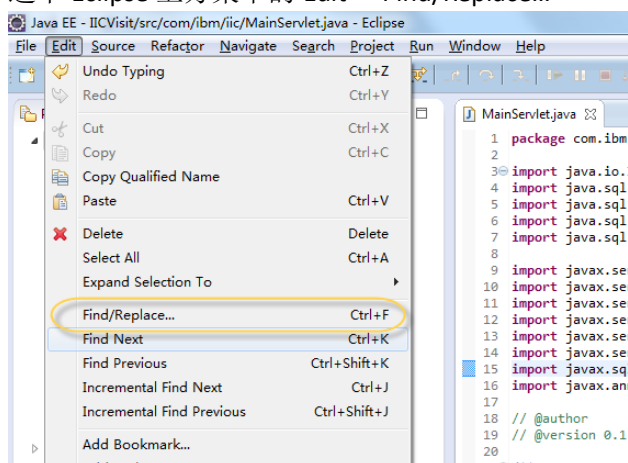 Java EE - IICVisit/src/com/ibm/iic/MainServlet.java - Eclipse
File Edit Source Refactor Navigate Search Project Run Window Help
Undo Typing Ctrl+Z
Redo Ctrl+Y
Cut Ctrl+X
Copy Ctrl+C
Copy Qualified Name
Paste Ctrl+V
Delete Delete
Select All Ctrl+A
Expand Selection To
Find/Replace... Ctrl+F
Find Next Ctrl+K
Find Previous Ctrl+Shift+K
Incremental Find Next Ctrl+J
Incremental Find Previous Ctrl+Shift+J
Add Bookmark...
MainServlet.java
1 package com.ibm
2
3 import java.io.
4 import java.sql
5 import java.sql
6 import java.sql
7 import java.sql
8
9 import javax.se
10 import javax.se
11 import javax.se
12 import javax.se
13 import javax.se
14 import javax.se
15 import javax.sq
16 import javax.an
17
18 // @author
19 // @version 0.1
20